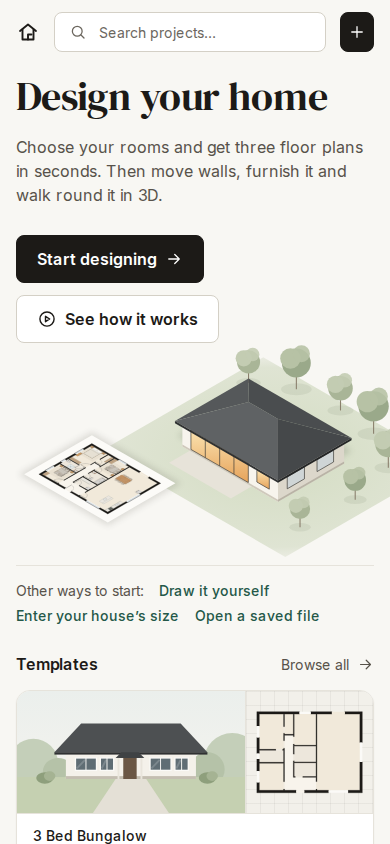 Search projects...
Design your home
Choose your rooms and get three floor plans
in seconds. Then move walls, furnish it and
walk round it in 3D.
Start designing
See how it works
Other ways to start: Draw it yourself
Enter your house’s size Open a saved file
Templates Browse all
3 Bed Bungalow